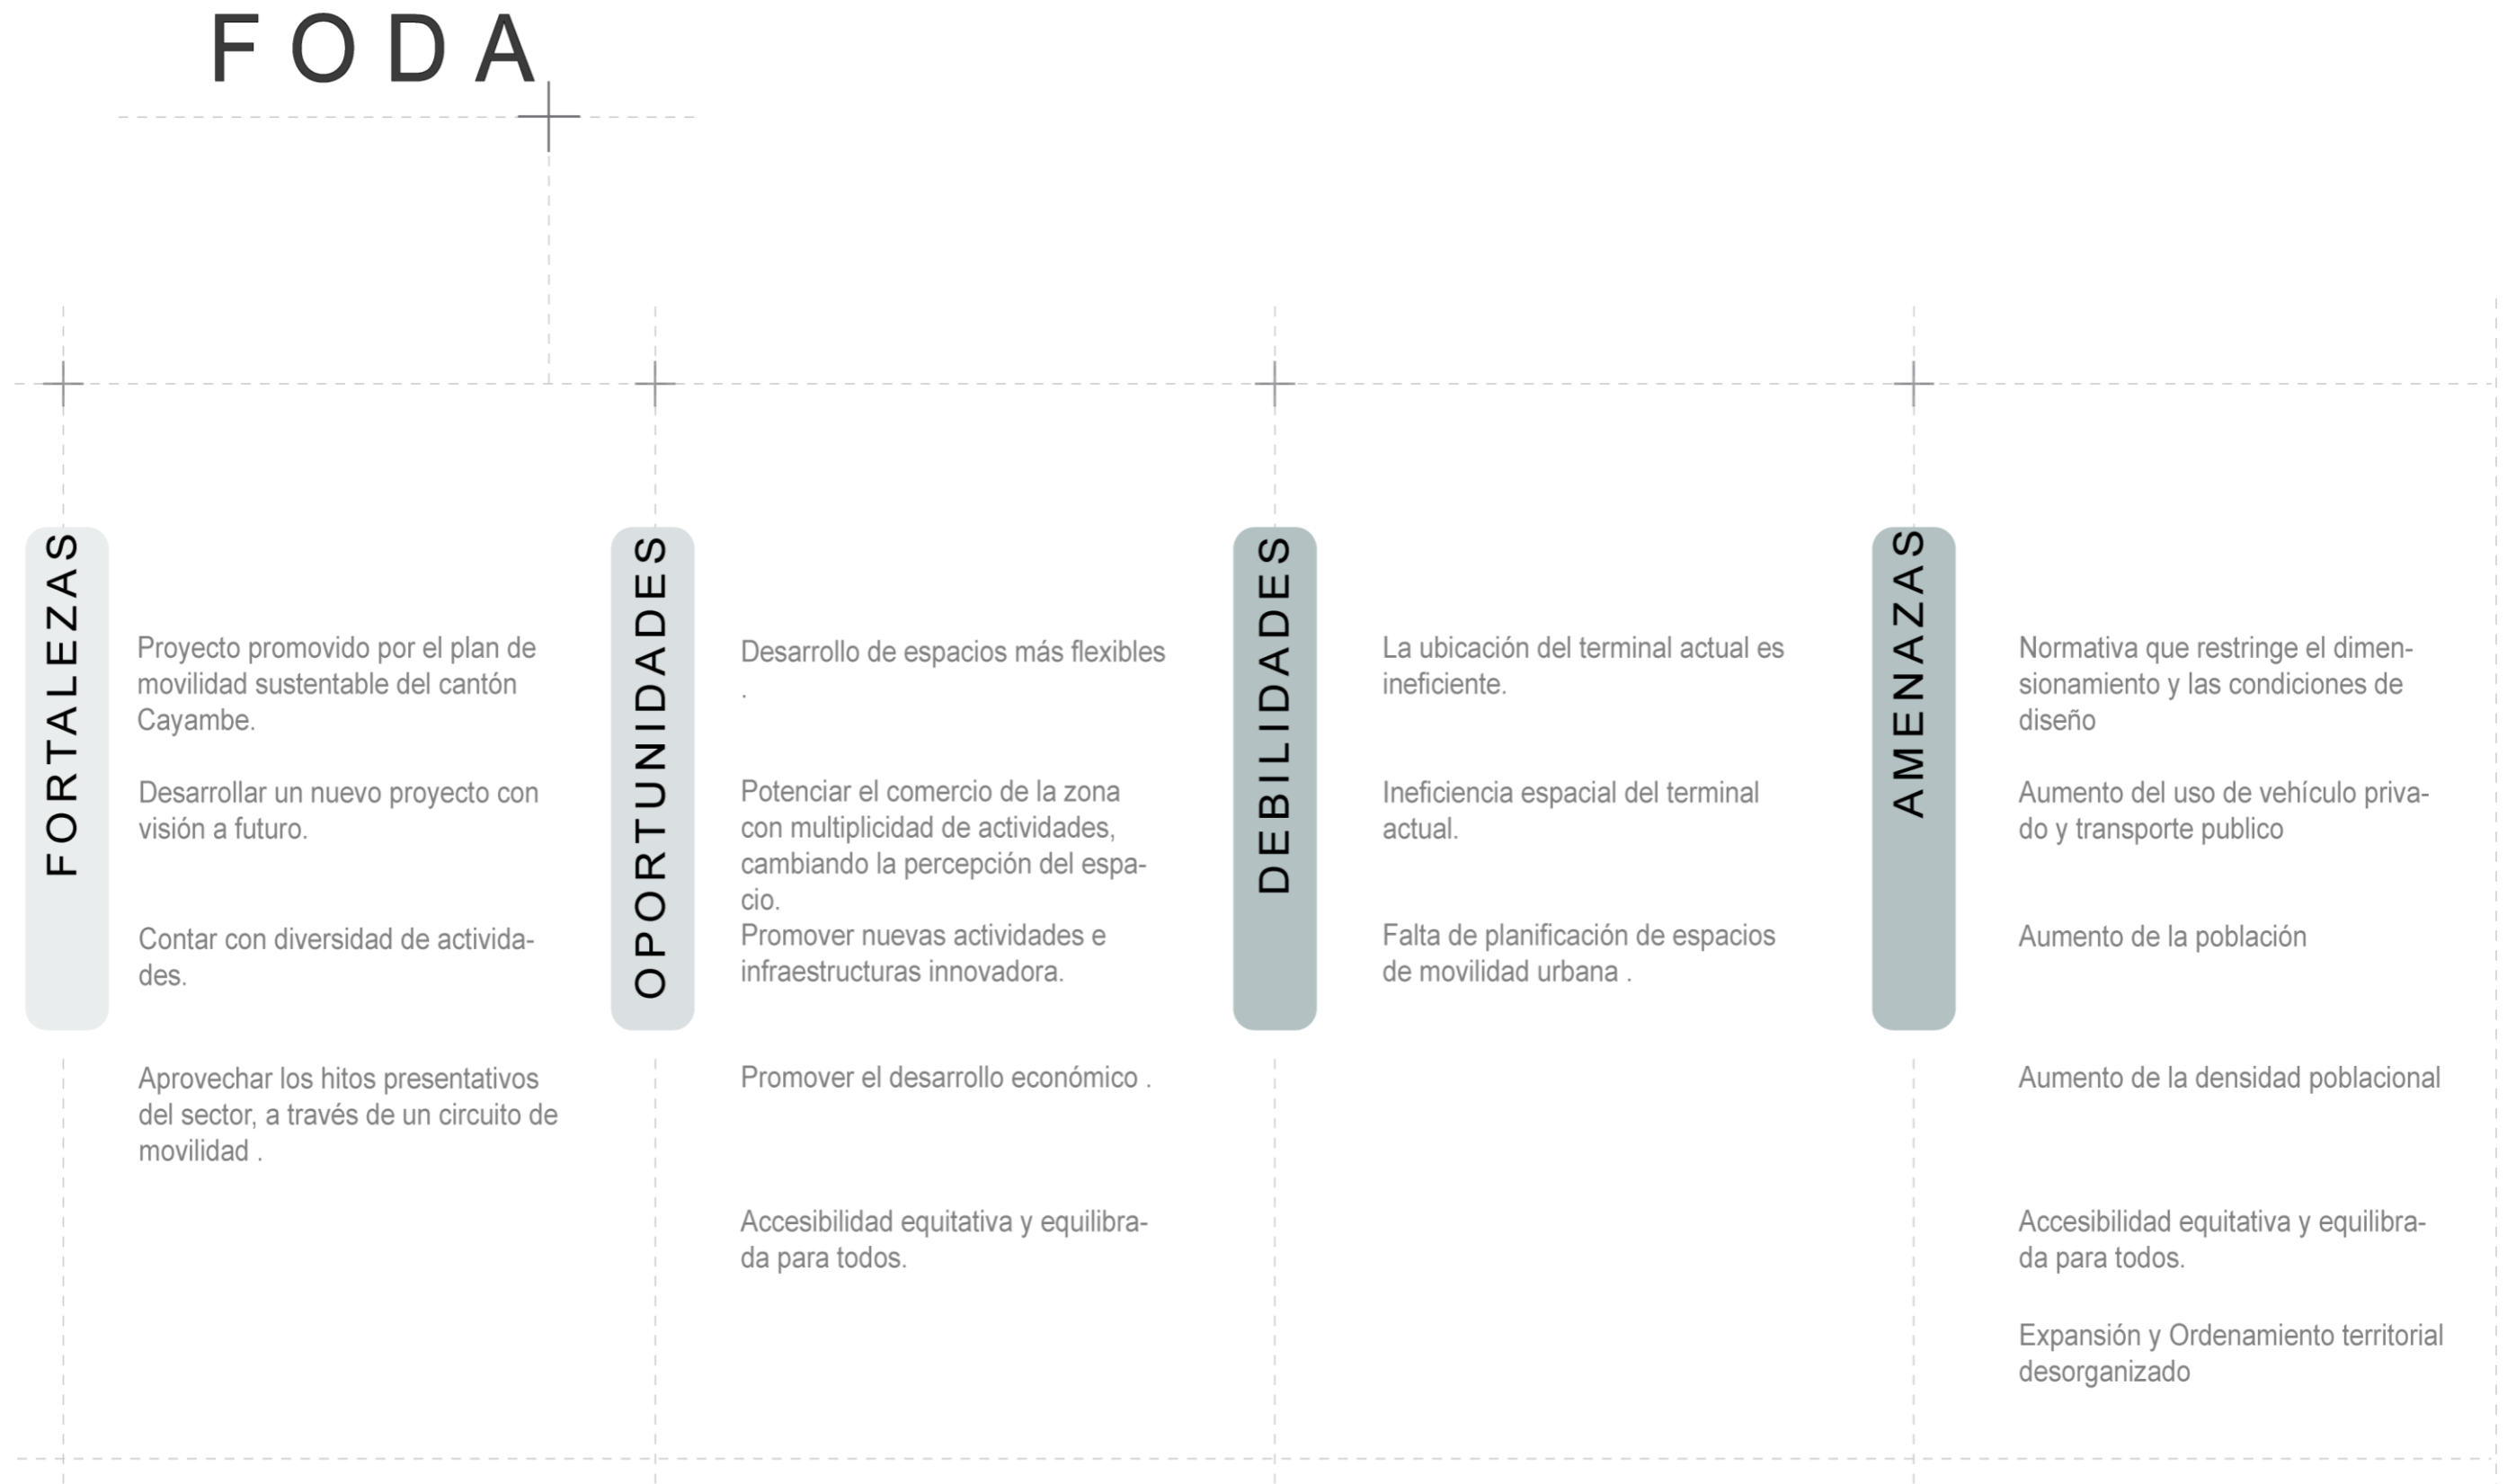 FODA
FORTALEZAS
Proyecto promovido por el plan de
movilidad sustentable del cantón
Cayambe.
Desarrollar un nuevo proyecto con
visión a futuro.
Contar con diversidad de activida-
des.
Aprovechar los hitos presentativos
del sector, a través de un circuito de
movilidad .
OPORTUNIDADES
Desarrollo de espacios más flexibles
.
Potenciar el comercio de la zona
con multiplicidad de actividades,
cambiando la percepción del espa-
cio.
Promover nuevas actividades e
infraestructuras innovadora.
Promover el desarrollo económico .
Accesibilidad equitativa y equilibra-
da para todos.
DEBILIDADES
La ubicación del terminal actual es
ineficiente.
Ineficiencia espacial del terminal
actual.
Falta de planificación de espacios
de movilidad urbana .
AMENAZAS
Normativa que restringe el dimen-
sionamiento y las condiciones de
diseño
Aumento del uso de vehículo priva-
do y transporte publico
Aumento de la población
Aumento de la densidad poblacional
Accesibilidad equitativa y equilibra-
da para todos.
Expansión y Ordenamiento territorial
desorganizado